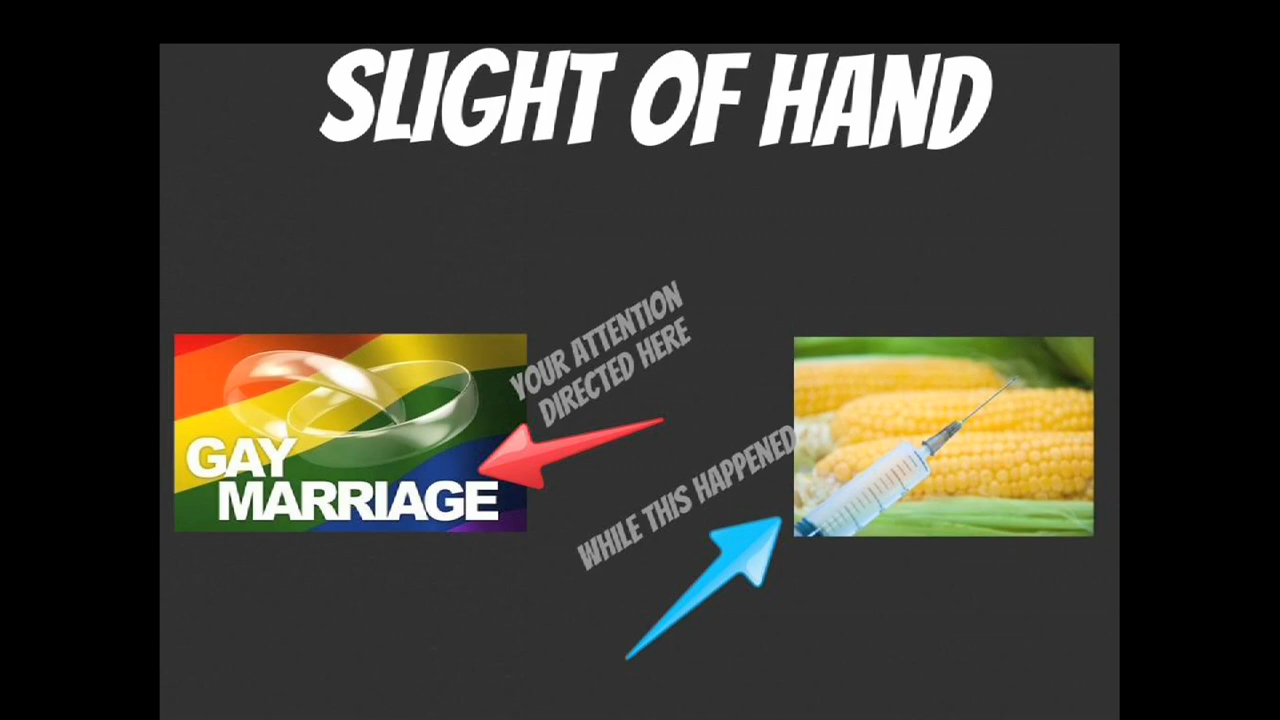 SLIGHT OF HAND
YOUR ATTENTION
DIRECTED HERE
GAY
MARRIAGE
WHILE THIS HAPPENED